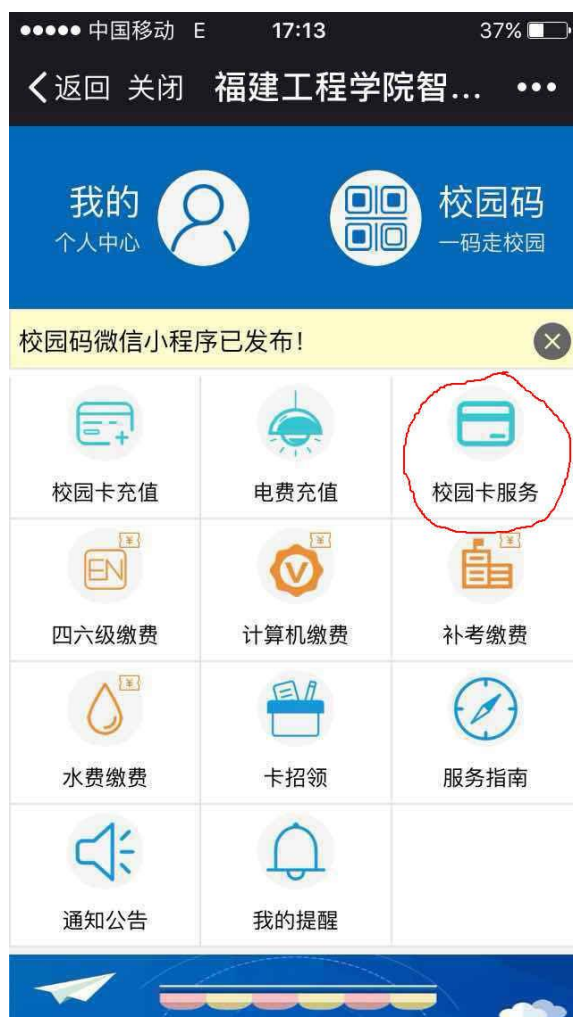 中国移动 E 17:13 37%
返回 关闭 福建工程学院智... •••
我的 校园码
个人中心 一码走校园
校园码微信小程序已发布！
校园卡充值 电费充值 校园卡服务
EN ¥ V ¥ ¥
四六级缴费 计算机缴费 补考缴费
¥
水费缴费 卡招领 服务指南
通知公告 我的提醒